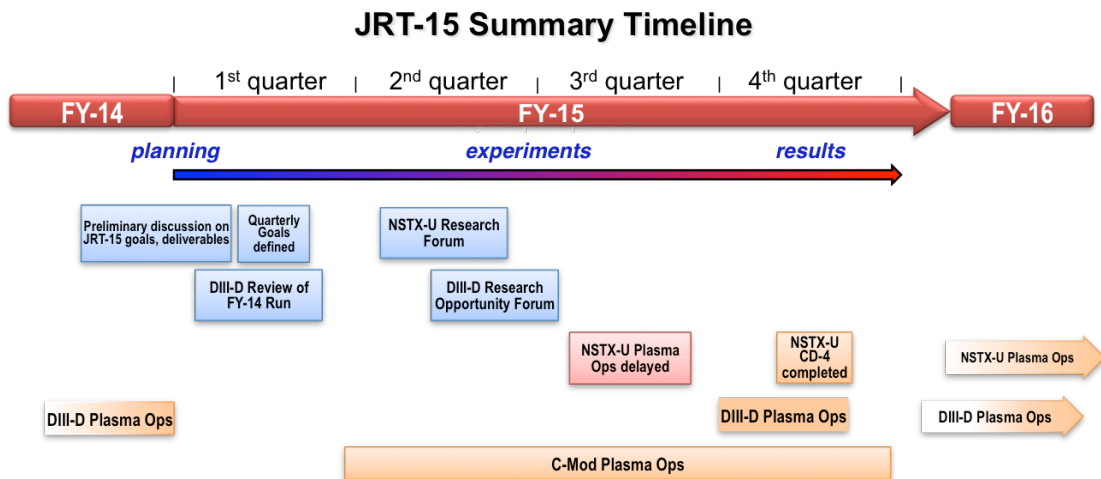 JRT-15 Summary Timeline
| 1st quarter | 2nd quarter | 3rd quarter | 4th quarter |
FY-14 FY-15 FY-16
planning experiments results
Preliminary discussion on
JRT-15 goals, deliverables
Quarterly
Goals
defined
NSTX-U Research
Forum
DIII-D Review of
FY-14 Run
DIII-D Research
Opportunity Forum
NSTX-U Plasma
Ops delayed
NSTX-U
CD-4
completed
NSTX-U Plasma Ops
DIII-D Plasma Ops
DIII-D Plasma Ops
DIII-D Plasma Ops
C-Mod Plasma Ops